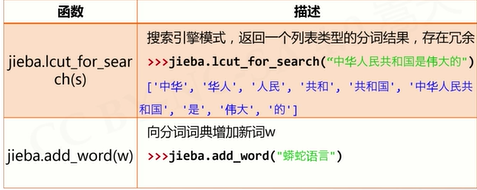 函数
描述
jieba.lcut_for_sear
ch(s)
搜索引擎模式，返回一个列表类型的分词结果，存在冗余
>>>jieba.lcut_for_search("中华人民共和国是伟大的")
['中华', '华人', '人民', '共和', '共和国', '中华人民共
和国', '是', '伟大', '的']
jieba.add_word(w)
向分词词典增加新词w
>>>jieba.add_word("蟒蛇语言")